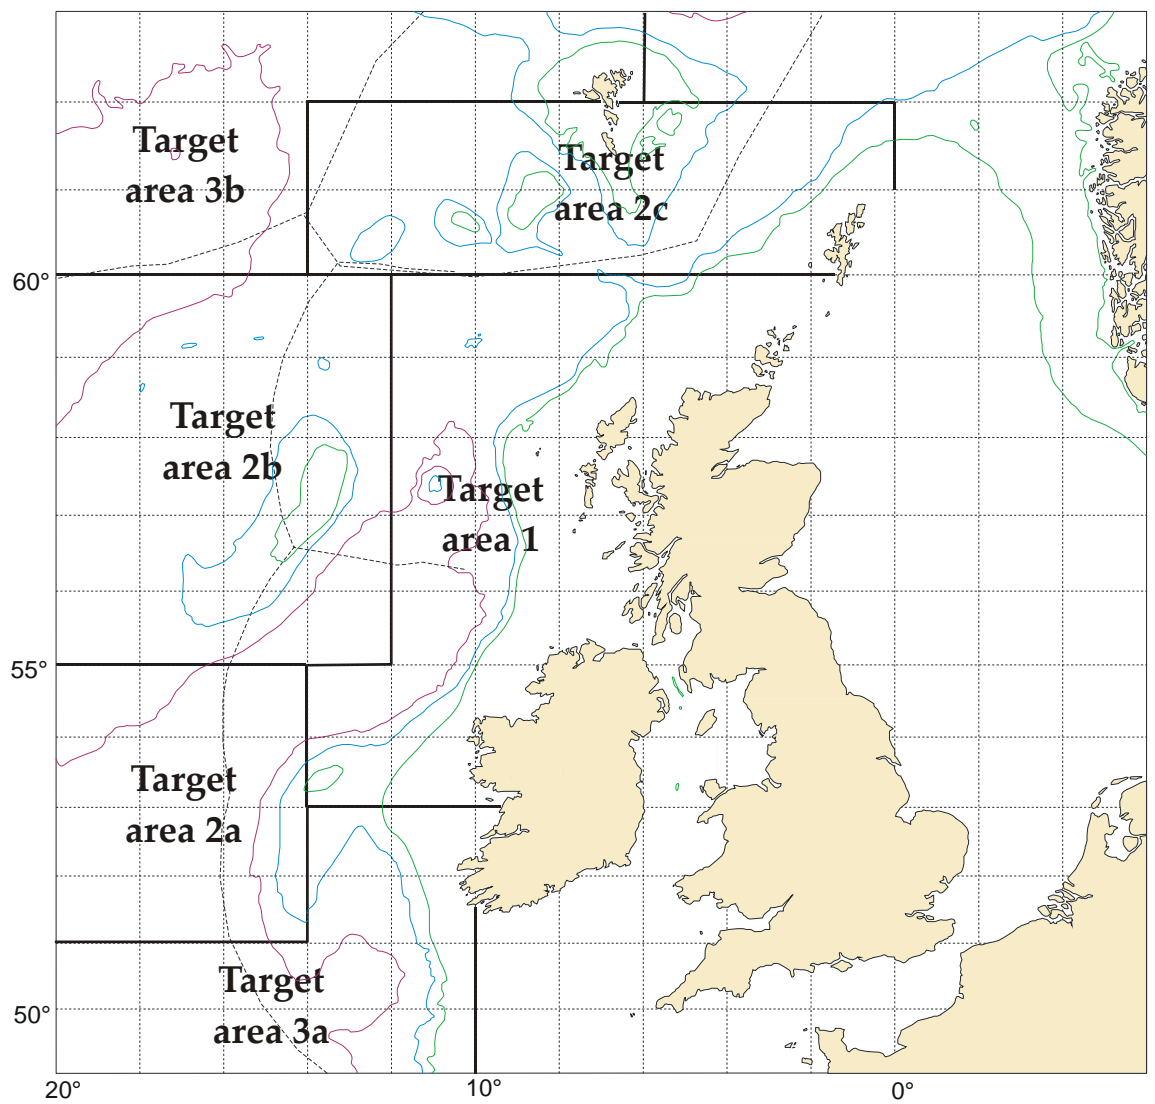 Target
area 3b
Target
area 2c
60°
Target
area 2b
Target
area 1
55°
Target
area 2a
Target
area 3a
50°
20°
10°
0°